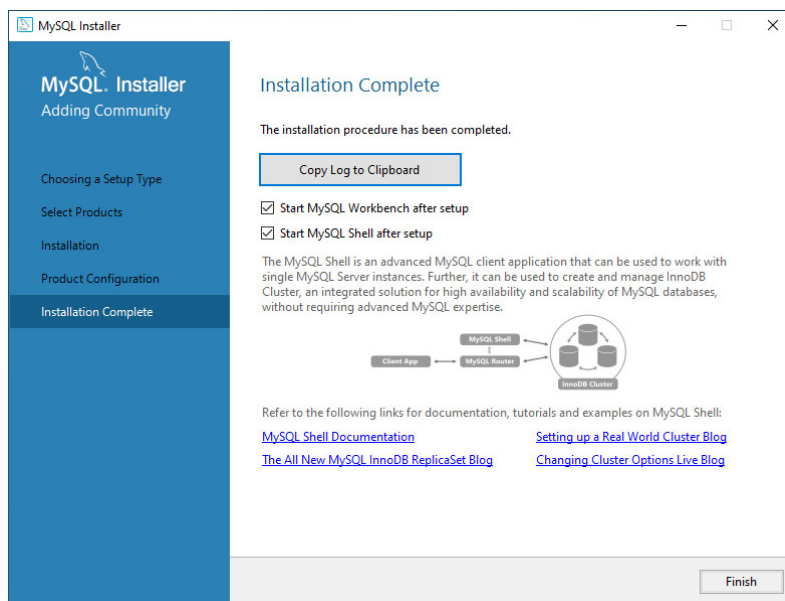 MySQL Installer
MySQL. Installer
Adding Community
Choosing a Setup Type
Select Products
Installation
Product Configuration
Installation Complete
Installation Complete
The installation procedure has been completed.
Copy Log to Clipboard
Start MySQL Workbench after setup
Start MySQL Shell after setup
The MySQL Shell is an advanced MySQL client application that can be used to work with
single MySQL Server instances. Further, it can be used to create and manage InnoDB
Cluster, an integrated solution for high availability and scalability of MySQL databases,
without requiring advanced MySQL expertise.
MySQL Shell
Client App
MySQL Router
InnoDB Cluster
Refer to the following links for documentation, tutorials and examples on MySQL Shell:
MySQL Shell Documentation
Setting up a Real World Cluster Blog
The All New MySQL InnoDB ReplicaSet Blog
Changing Cluster Options Live Blog
Finish